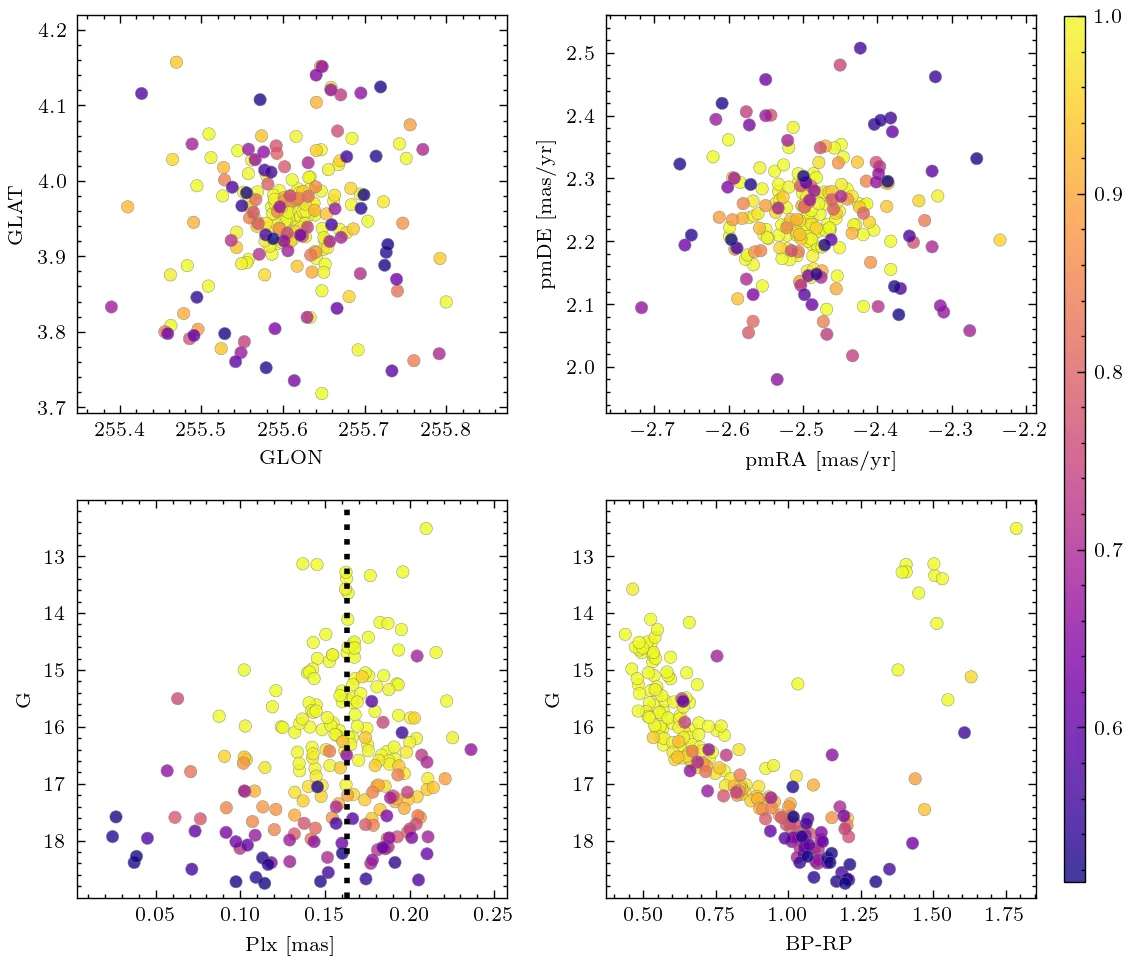 4.2
4.1
4.0
3.9
3.8
3.7
GLAT
255.4 255.5 255.6 255.7 255.8
GLON
2.5
2.4
2.3
2.2
2.1
2.0
pmDE [mas/yr]
−2.7 −2.6 −2.5 −2.4 −2.3 −2.2
pmRA [mas/yr]
13
14
15
16
17
18
G
0.05 0.10 0.15 0.20 0.25
Plx [mas]
13
14
15
16
17
18
G
0.50 0.75 1.00 1.25 1.50 1.75
BP-RP
1.0
0.9
0.8
0.7
0.6